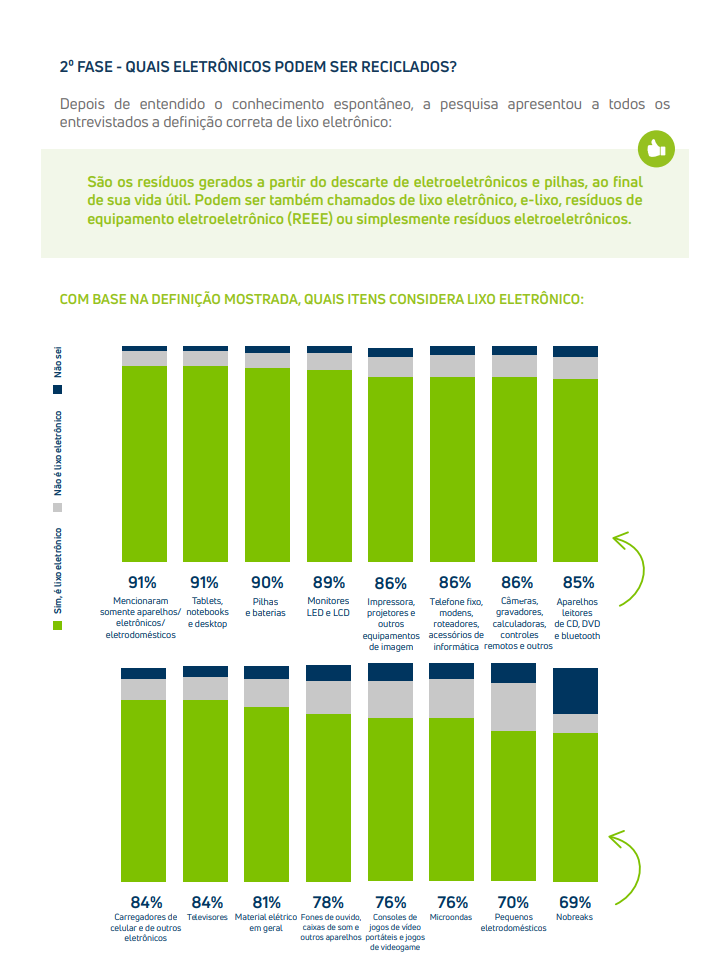 2º FASE - QUAIS ELETRÔNICOS PODEM SER RECICLADOS?
Depois de entendido o conhecimento espontâneo, a pesquisa apresentou a todos os
entrevistados a definição correta de lixo eletrônico:
São os resíduos gerados a partir do descarte de eletroeletrônicos e pilhas, ao final
de sua vida útil. Podem ser também chamados de lixo eletrônico, e-lixo, resíduos de
equipamento eletroeletrônico (REEE) ou simplesmente resíduos eletroeletrônicos.
COM BASE NA DEFINIÇÃO MOSTRADA, QUAIS ITENS CONSIDERA LIXO ELETRÔNICO:
Não sei
Não é lixo eletrônico
Sim, é lixo eletrônico
91%
Mencionaram
somente aparelhos/
eletrônicos/
eletrodomésticos
91%
Tablets,
notebooks
e desktop
90%
Pilhas
e baterias
89%
Monitores
LED e LCD
86%
Impressora,
projetores e
outros
equipamentos
de imagem
86%
Telefone fixo,
modens,
roteadores,
acessórios de
informática
86%
Câmeras,
gravadores,
calculadoras,
controles
remotos e outros
85%
Aparelhos
leitores
de CD, DVD
e bluetooth
84%
Carregadores de
celular e de outros
eletrônicos
84%
Televisores
81%
Material elétrico
em geral
78%
Fones de ouvido,
caixas de som e
outros aparelhos
76%
Consoles de
jogos de vídeo
portáteis e jogos
de videogame
76%
Microondas
70%
Pequenos
eletrodomésticos
69%
Nobreaks